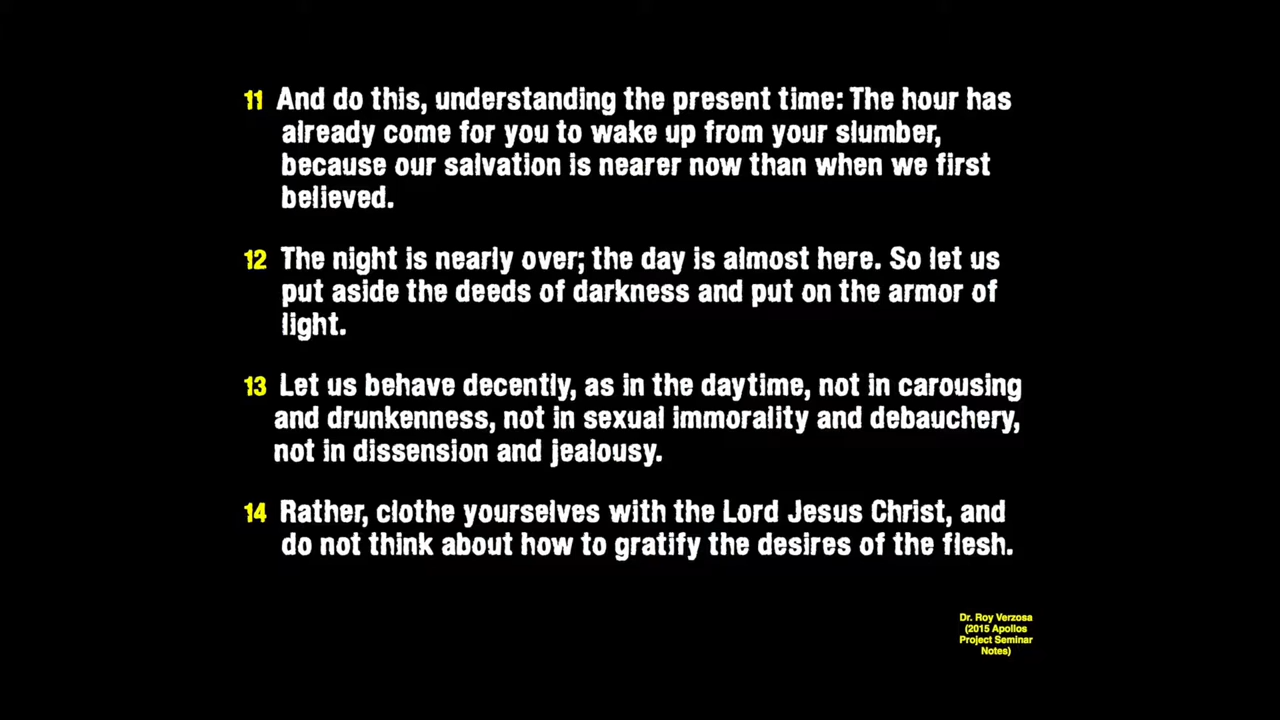 11 And do this, understanding the present time: The hour has
already come for you to wake up from your slumber,
because our salvation is nearer now than when we first
believed.
12 The night is nearly over; the day is almost here. So let us
put aside the deeds of darkness and put on the armor of
light.
13 Let us behave decently, as in the daytime, not in carousing
and drunkenness, not in sexual immorality and debauchery,
not in dissension and jealousy.
14 Rather, clothe yourselves with the Lord Jesus Christ, and
do not think about how to gratify the desires of the flesh.
Dr. Roy Verzosa
(2015 Apollos
Project Seminar
Notes)